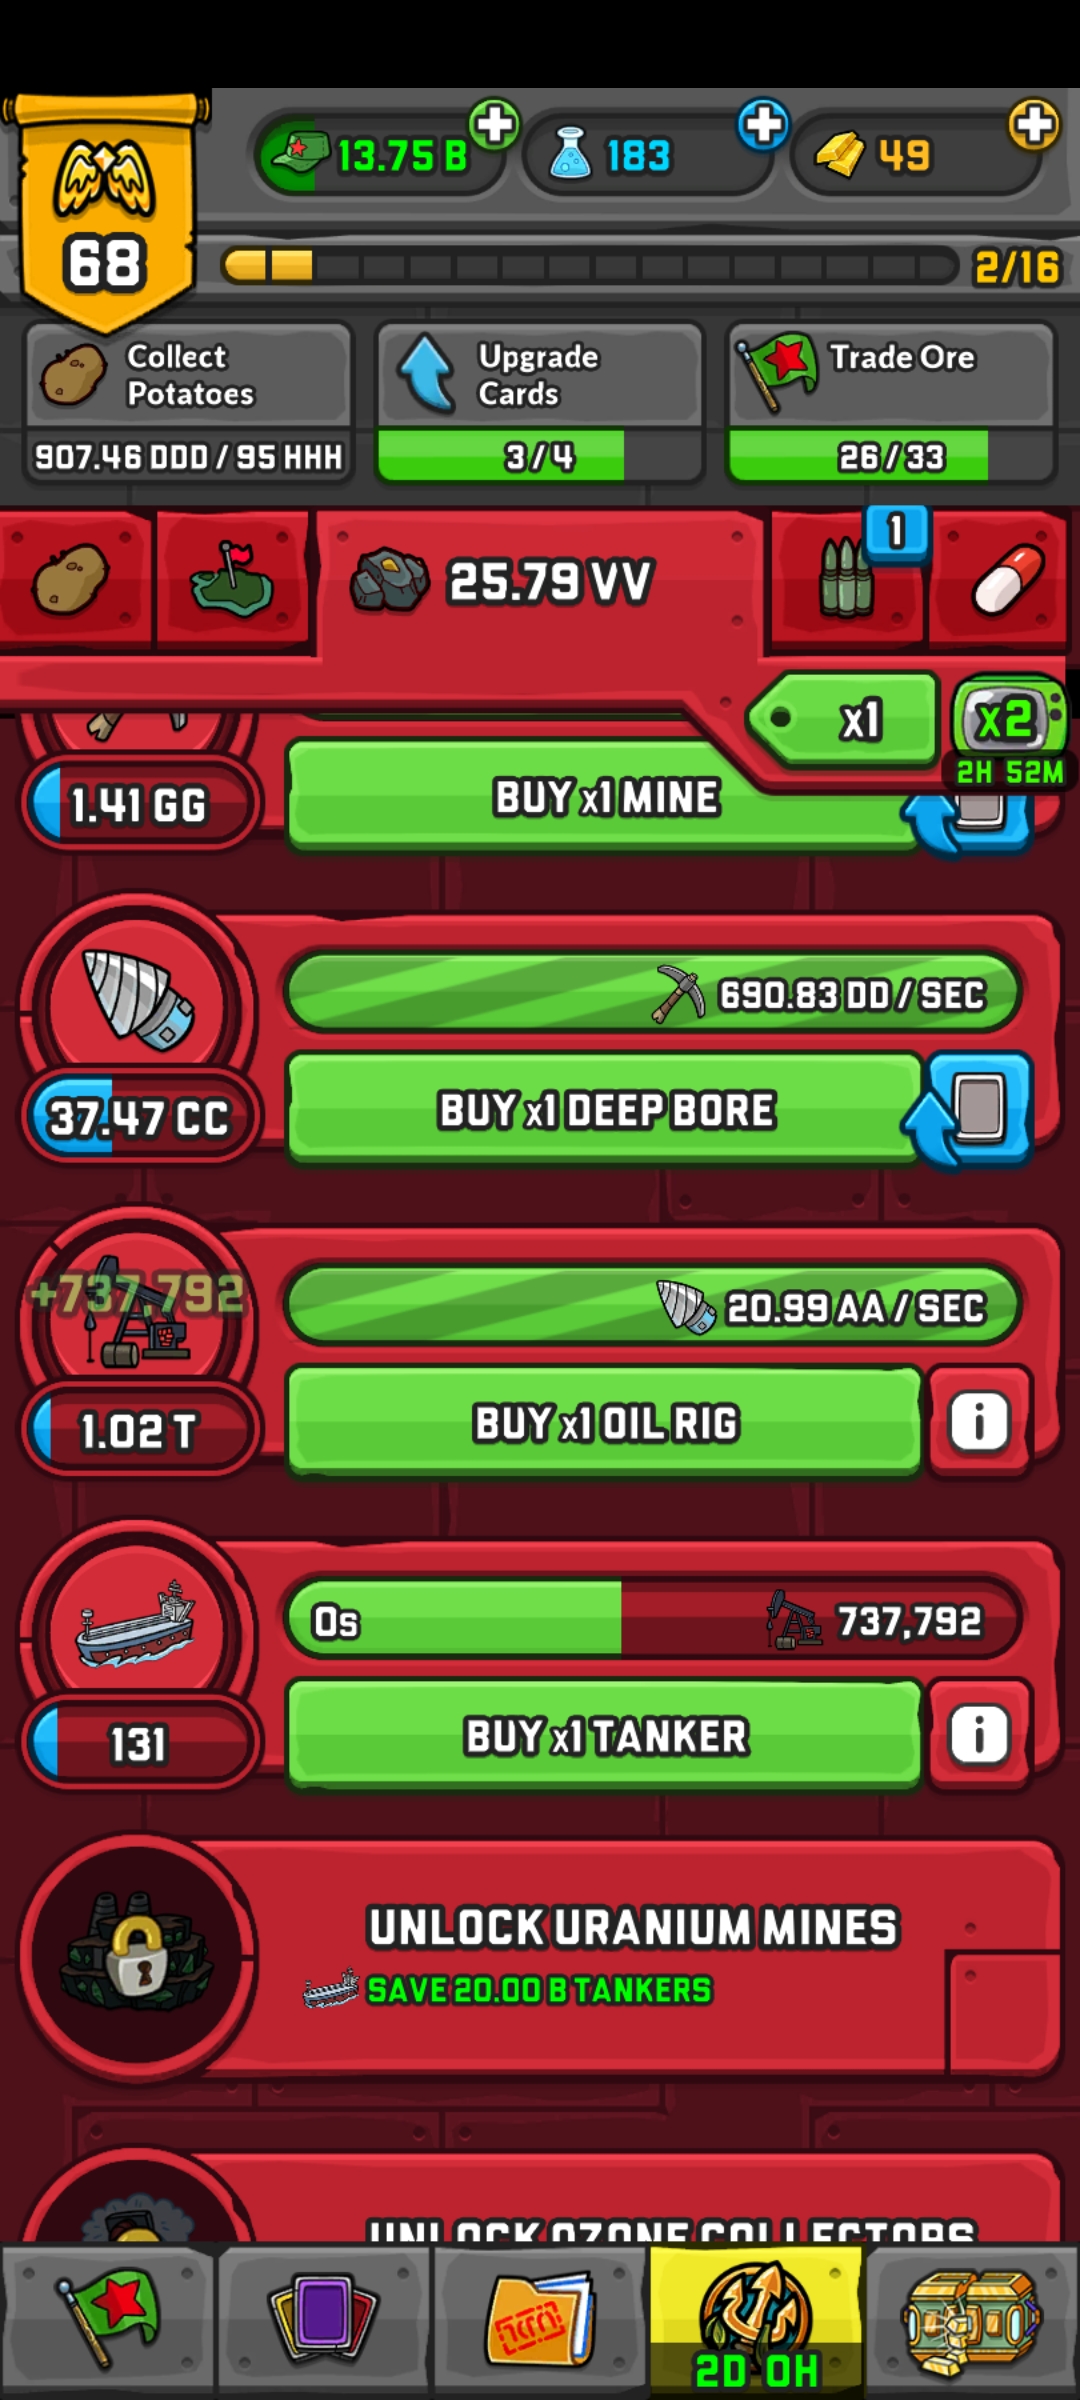 13.75 B
183
49
68
2/16
Collect
Potatoes
907.46 DDD / 95 HHH
Upgrade
Cards
3/4
Trade Ore
26/33
25.79 VV
1
x1
x2
2H 52M
1.41 GG
BUY x1 MINE
690.83 DD / SEC
37.47 CC
BUY x1 DEEP BORE
+737,792
20.99 AA / SEC
1.02 T
BUY x1 OIL RIG
i
0s
737,792
131
BUY x1 TANKER
i
UNLOCK URANIUM MINES
SAVE 20.00 B TANKERS
UNLOCK OZONE COLLECTORS
2D 0H